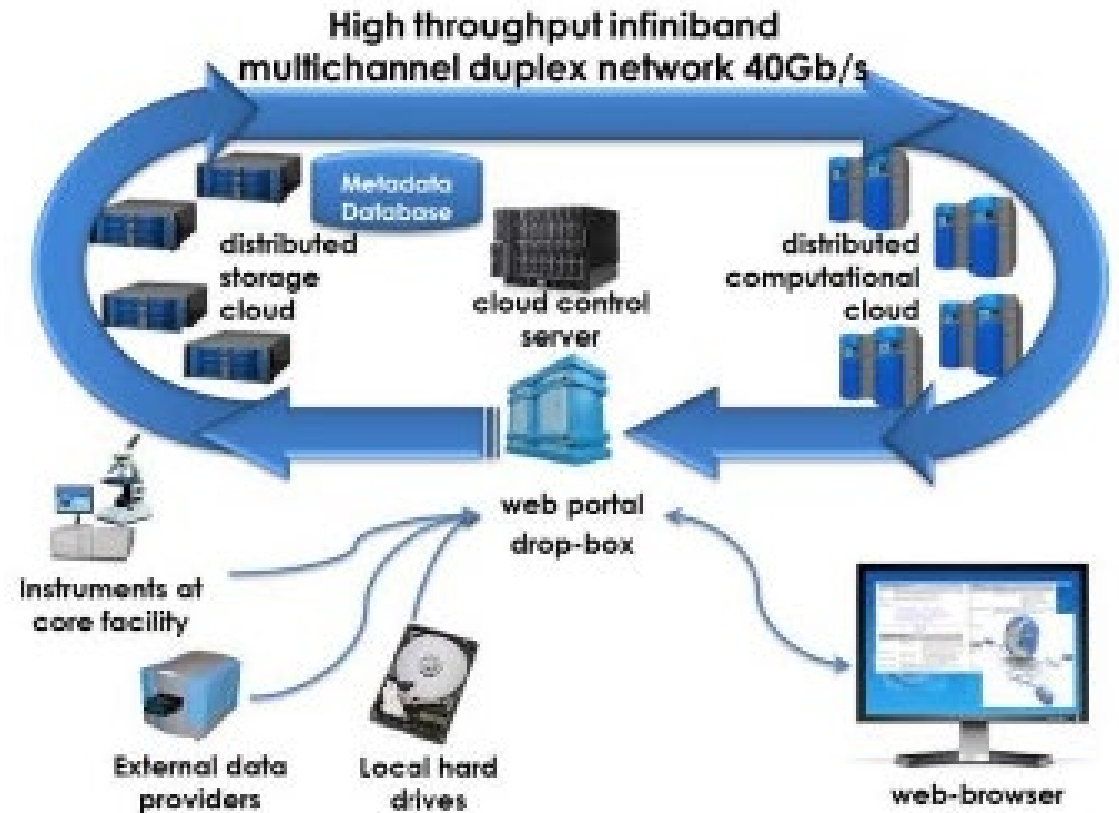 High throughput infiniband
multichannel duplex network 40Gb/s
Metadata
Database
distributed
storage
cloud
cloud control
server
distributed
computational
cloud
web portal
drop-box
Instruments at
core facility
External data
providers
Local hard
drives
web-browser